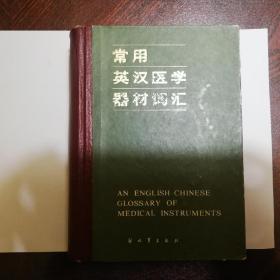 常用
英汉医学
器材词汇
AN ENGLISH CHINESE
GLOSSARY OF
MEDICAL INSTRUMENTS